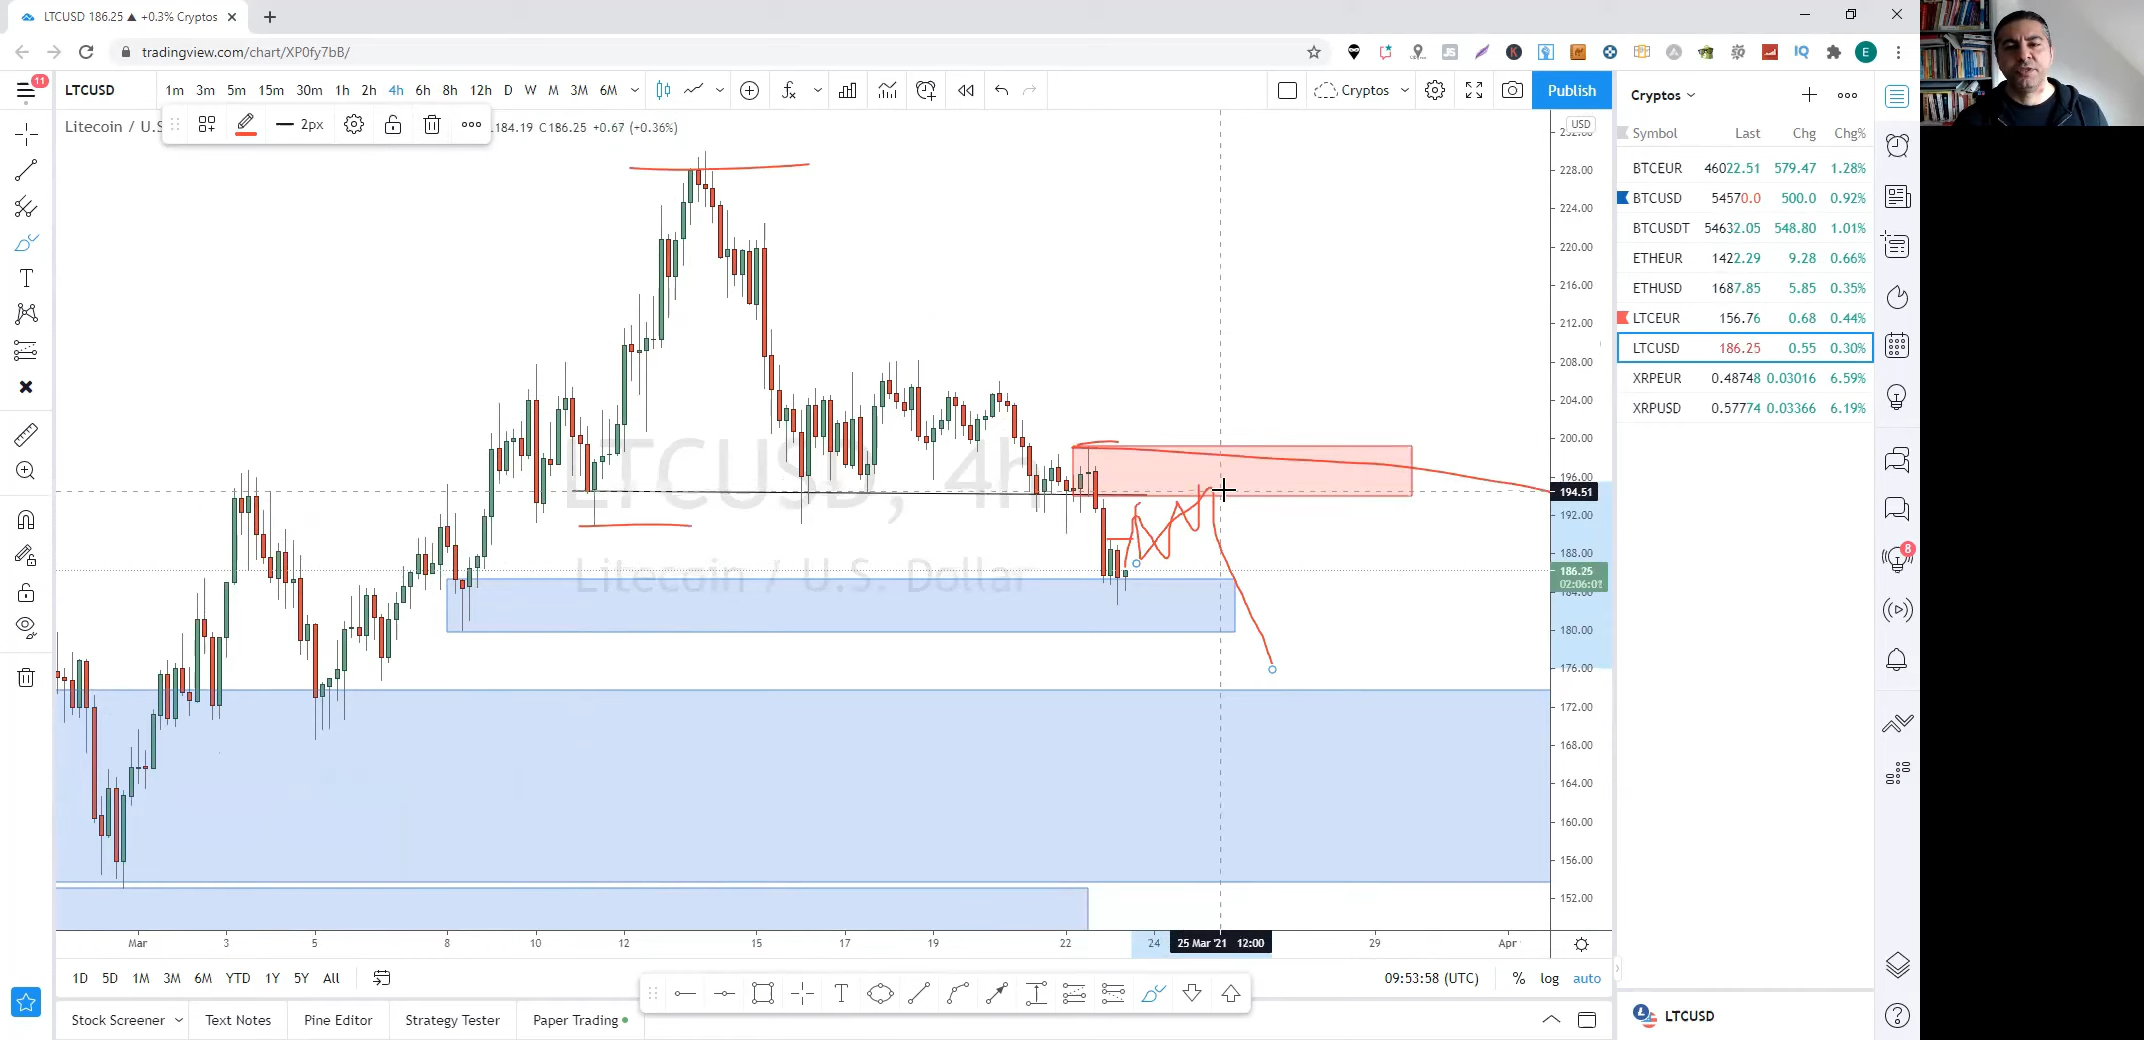 LTCUSD 186.25 ▲ +0.3% Cryptos
tradingview.com/chart/XP0fy7bB/
E
11
LTCUSD 1m 3m 5m 15m 30m 1h 2h 4h 6h 8h 12h D W M 3M 6M Cryptos Publish
Litecoin / U.S
2px
184.19 C186.25 +0.67 (+0.36%)
USD
LTCUSD, 4h
Litecoin / U.S. Dollar
232.00
228.00
224.00
220.00
216.00
212.00
208.00
204.00
200.00
196.00
194.51
192.00
188.00
186.25
02:06:01
184.00
180.00
176.00
172.00
168.00
164.00
160.00
156.00
152.00
Mar 3 5 8 10 12 15 17 19 22 24 25 Mar '21 12:00 29 Apr
1D 5D 1M 3M 6M YTD 1Y 5Y All
09:53:58 (UTC) % log auto
Stock Screener Text Notes Pine Editor Strategy Tester Paper Trading
Cryptos
Symbol Last Chg Chg%
BTCEUR 46022.51 579.47 1.28%
BTCUSD 54570.0 500.0 0.92%
BTCUSDT 54632.05 548.80 1.01%
ETHEUR 1422.29 9.28 0.66%
ETHUSD 1687.85 5.85 0.35%
LTCEUR 156.76 0.68 0.44%
LTCUSD 186.25 0.55 0.30%
XRPEUR 0.48748 0.03016 6.59%
XRPUSD 0.57774 0.03366 6.19%
8
LTCUSD